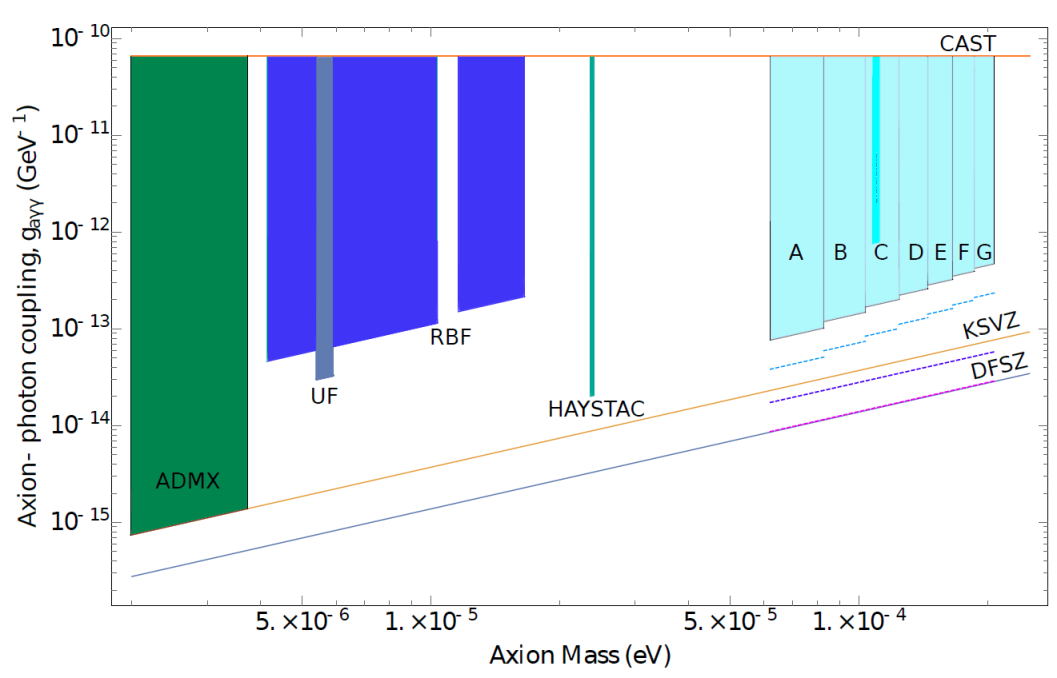 10^-10
CAST
10^-11
10^-12
A B C D E F G
10^-13
KSVZ
RBF
DFSZ
UF
HAYSTAC
10^-14
ADMX
10^-15
Axion- photon coupling, g_aγγ (GeV^-1)
5.×10^-6 1.×10^-5 5.×10^-5 1.×10^-4
Axion Mass (eV)